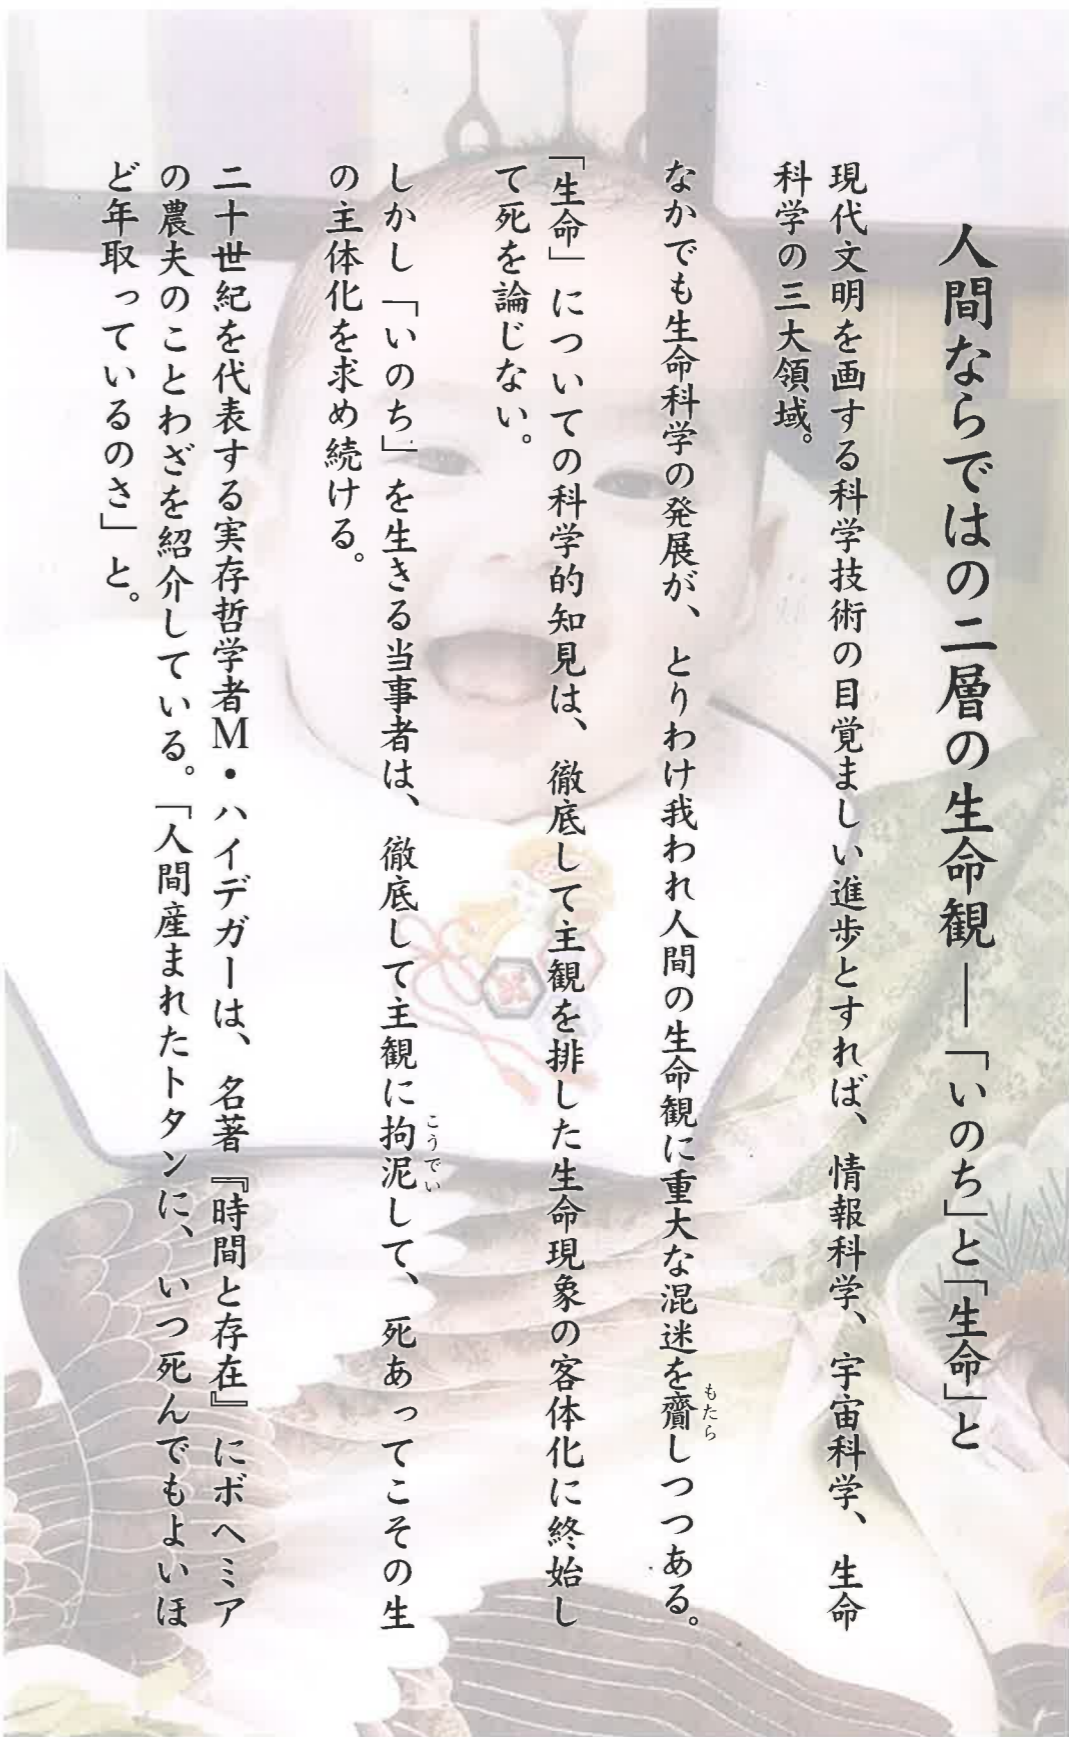 人間ならではの二層の生命観――「いのち」と「生命」と
現代文明を画する科学技術の目覚ましい進歩とすれば、情報科学、宇宙科学、生命
科学の三大領域。
なかでも生命科学の発展が、とりわけ我われ人間の生命観に重大な混迷を齎しつつある。
もたら
「生命」についての科学的知見は、徹底して主観を排した生命現象の客体化に終始し
て死を論じない。
しかし「いのち」を生きる当事者は、徹底して主観に拘泥して、死あってこその生
こうでい
の主体化を求め続ける。
二十世紀を代表する実存哲学者M・ハイデガーは、名著『時間と存在』にボヘミア
の農夫のことわざを紹介している。「人間産まれたトタンに、いつ死んでもよいほ
ど年取っているのさ」と。